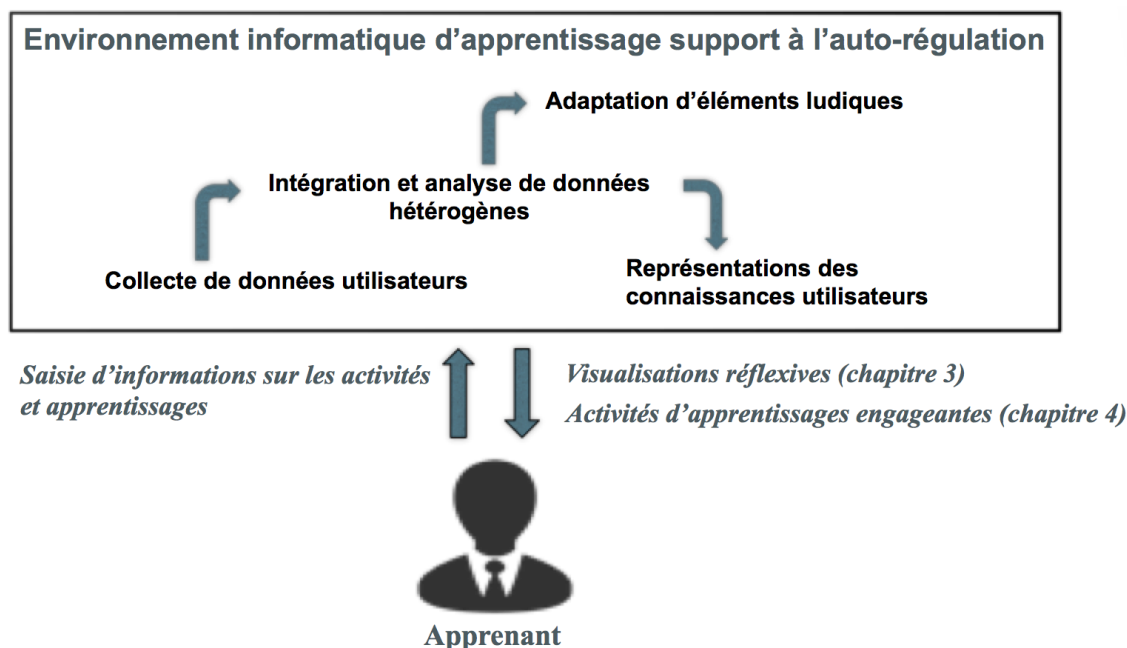 Environnement informatique d'apprentissage support à l'auto-régulation
Adaptation d'éléments ludiques
Intégration et analyse de données
hétérogènes
Collecte de données utilisateurs
Représentations des
connaissances utilisateurs
Saisie d'informations sur les activités
et apprentissages
Visualisations réflexives (chapitre 3)
Activités d'apprentissages engageantes (chapitre 4)
Apprenant